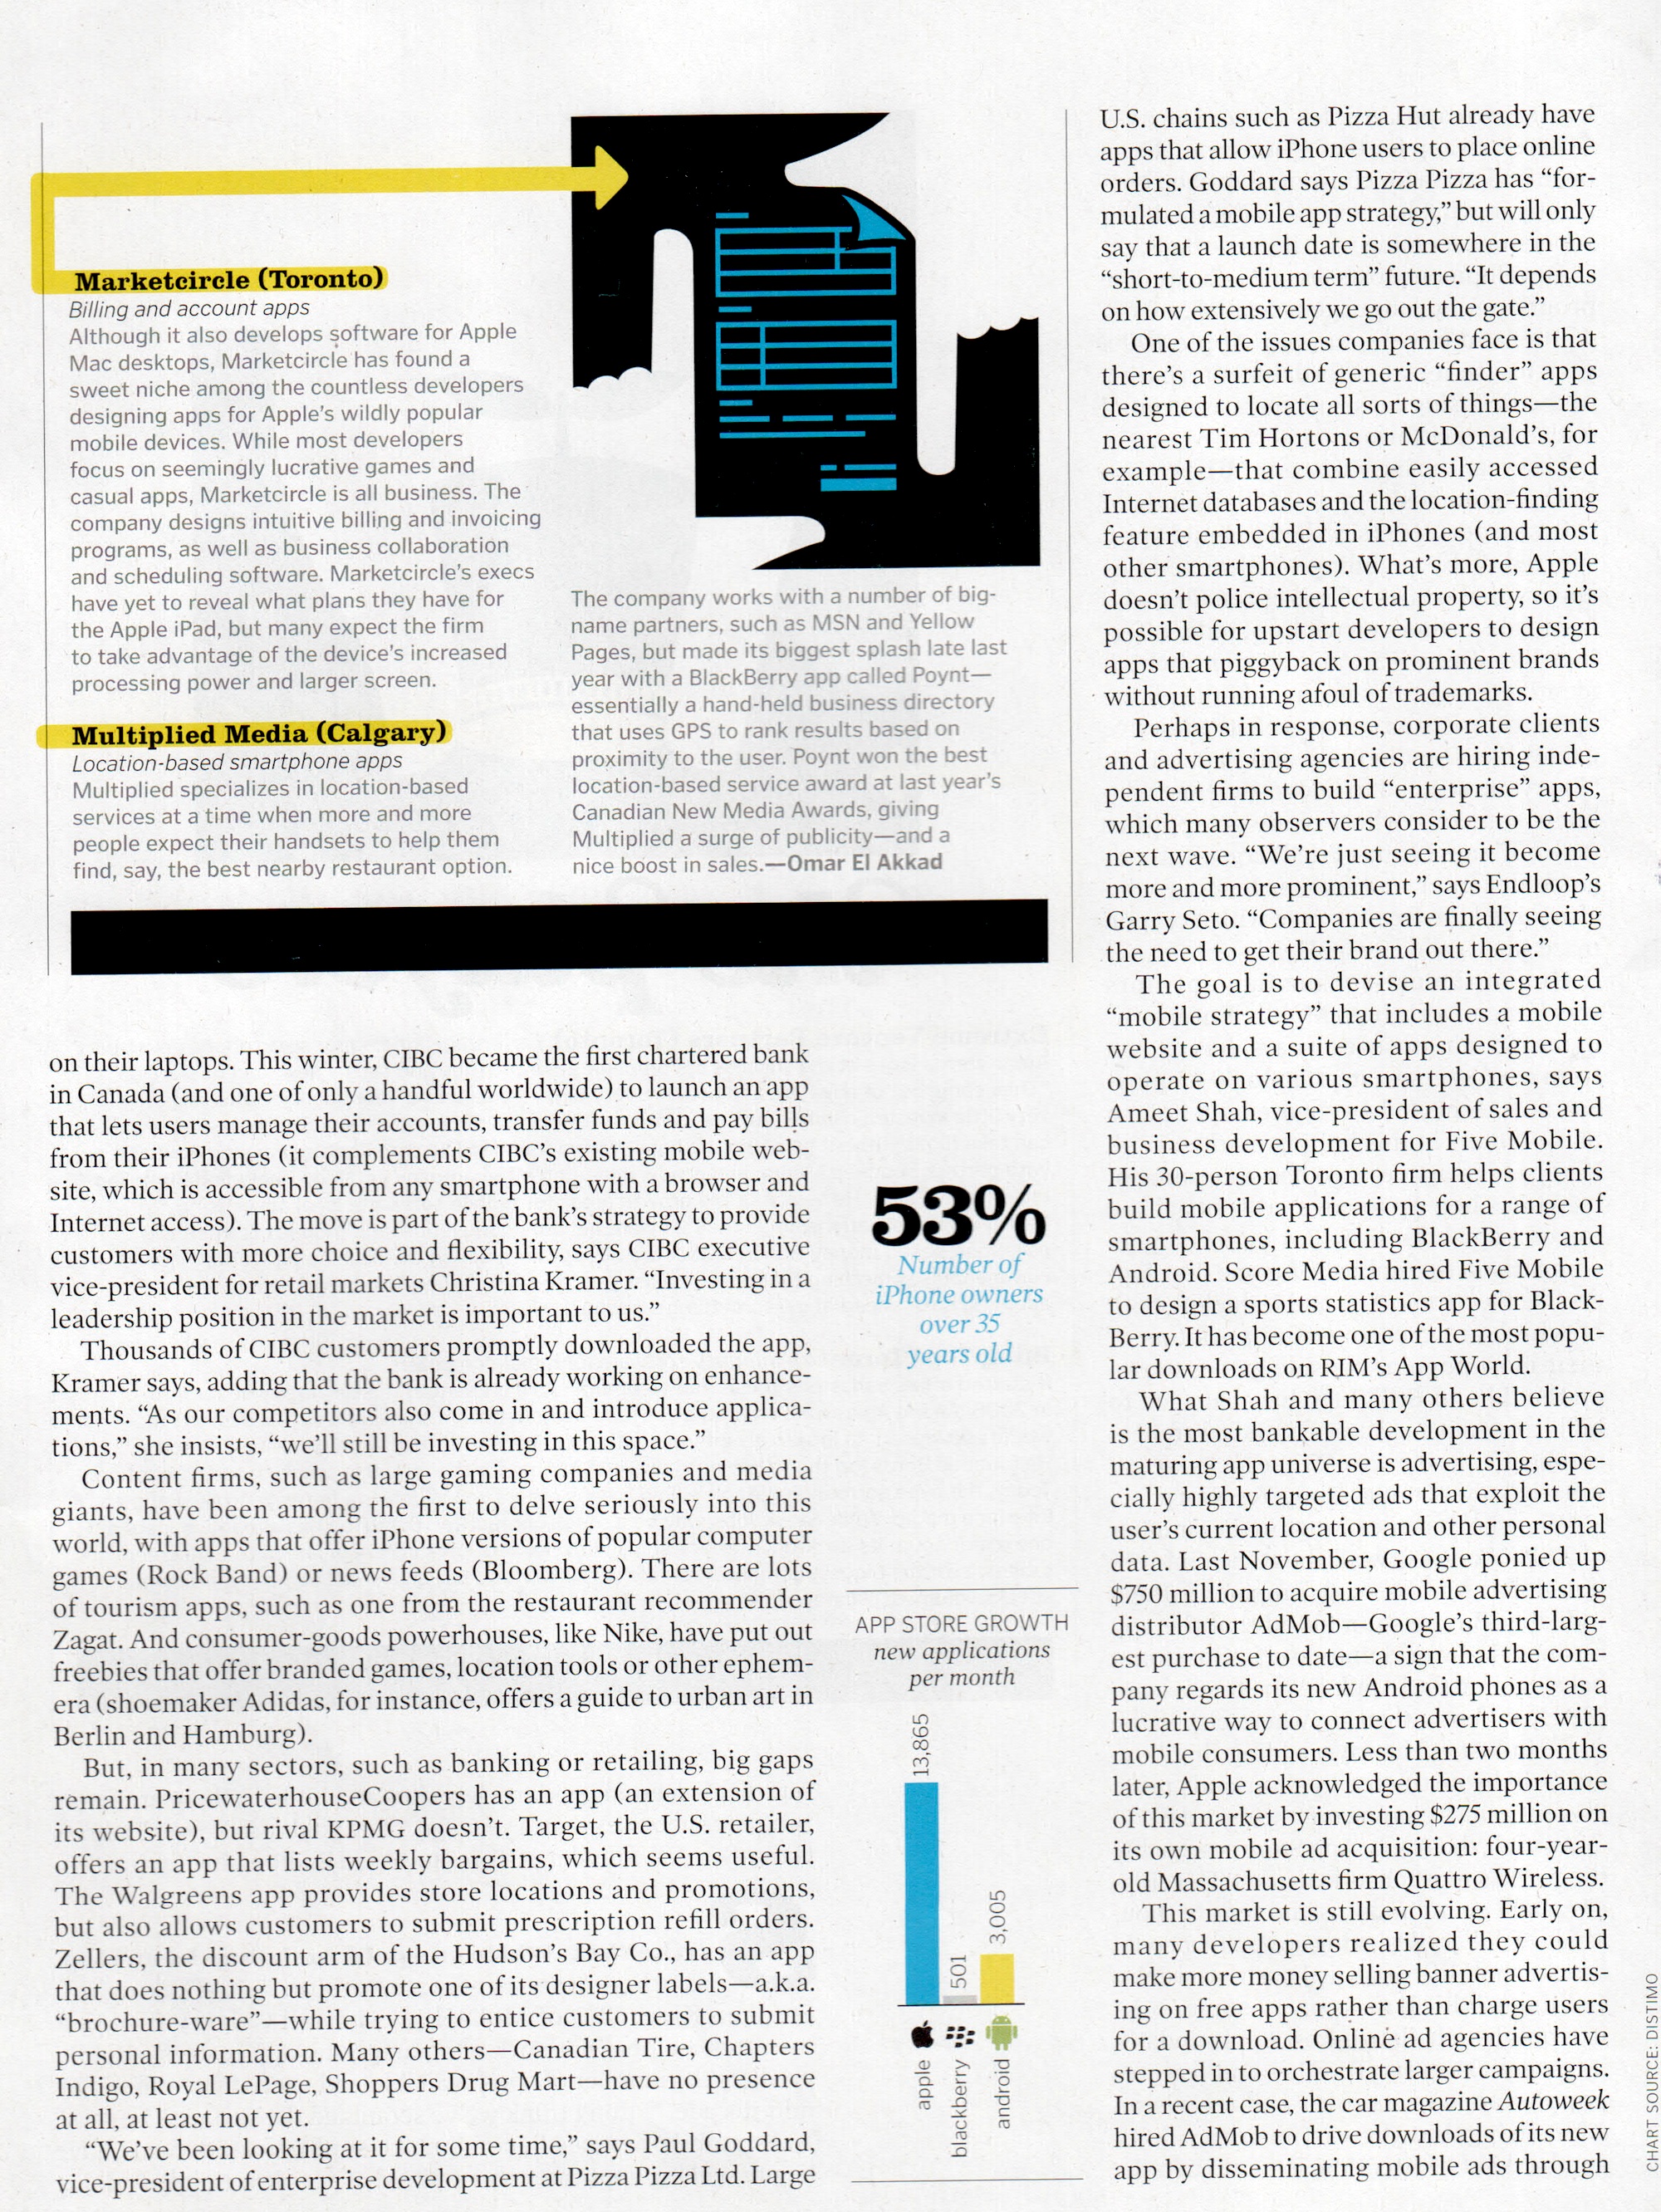 Marketcircle (Toronto)
Billing and account apps
Although it also develops software for Apple
Mac desktops, Marketcircle has found a
sweet niche among the countless developers
designing apps for Apple's wildly popular
mobile devices. While most developers
focus on seemingly lucrative games and
casual apps, Marketcircle is all business. The
company designs intuitive billing and invoicing
programs, as well as business collaboration
and scheduling software. Marketcircle's execs
have yet to reveal what plans they have for
the Apple iPad, but many expect the firm
to take advantage of the device's increased
processing power and larger screen.
Multiplied Media (Calgary)
Location-based smartphone apps
Multiplied specializes in location-based
services at a time when more and more
people expect their handsets to help them
find, say, the best nearby restaurant option.
The company works with a number of big-
name partners, such as MSN and Yellow
Pages, but made its biggest splash late last
year with a BlackBerry app called Poynt—
essentially a hand-held business directory
that uses GPS to rank results based on
proximity to the user. Poynt won the best
location-based service award at last year's
Canadian New Media Awards, giving
Multiplied a surge of publicity—and a
nice boost in sales.—Omar El Akkad
on their laptops. This winter, CIBC became the first chartered bank
in Canada (and one of only a handful worldwide) to launch an app
that lets users manage their accounts, transfer funds and pay bills
from their iPhones (it complements CIBC's existing mobile web-
site, which is accessible from any smartphone with a browser and
Internet access). The move is part of the bank's strategy to provide
customers with more choice and flexibility, says CIBC executive
vice-president for retail markets Christina Kramer. “Investing in a
leadership position in the market is important to us.”
Thousands of CIBC customers promptly downloaded the app,
Kramer says, adding that the bank is already working on enhance-
ments. “As our competitors also come in and introduce applica-
tions,” she insists, “we'll still be investing in this space.”
Content firms, such as large gaming companies and media
giants, have been among the first to delve seriously into this
world, with apps that offer iPhone versions of popular computer
games (Rock Band) or news feeds (Bloomberg). There are lots
of tourism apps, such as one from the restaurant recommender
Zagat. And consumer-goods powerhouses, like Nike, have put out
freebies that offer branded games, location tools or other ephem-
era (shoemaker Adidas, for instance, offers a guide to urban art in
Berlin and Hamburg).
But, in many sectors, such as banking or retailing, big gaps
remain. PricewaterhouseCoopers has an app (an extension of
its website), but rival KPMG doesn't. Target, the U.S. retailer,
offers an app that lists weekly bargains, which seems useful.
The Walgreens app provides store locations and promotions,
but also allows customers to submit prescription refill orders.
Zellers, the discount arm of the Hudson's Bay Co., has an app
that does nothing but promote one of its designer labels—a.k.a.
“brochure-ware”—while trying to entice customers to submit
personal information. Many others—Canadian Tire, Chapters
Indigo, Royal LePage, Shoppers Drug Mart—have no presence
at all, at least not yet.
“We've been looking at it for some time,” says Paul Goddard,
vice-president of enterprise development at Pizza Pizza Ltd. Large
53%
Number of
iPhone owners
over 35
years old
APP STORE GROWTH
new applications
per month
13,865
501
3,005
apple
blackberry
android
U.S. chains such as Pizza Hut already have
apps that allow iPhone users to place online
orders. Goddard says Pizza Pizza has “for-
mulated a mobile app strategy,” but will only
say that a launch date is somewhere in the
“short-to-medium term” future. “It depends
on how extensively we go out the gate.”
One of the issues companies face is that
there's a surfeit of generic “finder” apps
designed to locate all sorts of things—the
nearest Tim Hortons or McDonald's, for
example—that combine easily accessed
Internet databases and the location-finding
feature embedded in iPhones (and most
other smartphones). What's more, Apple
doesn't police intellectual property, so it's
possible for upstart developers to design
apps that piggyback on prominent brands
without running afoul of trademarks.
Perhaps in response, corporate clients
and advertising agencies are hiring inde-
pendent firms to build “enterprise” apps,
which many observers consider to be the
next wave. “We're just seeing it become
more and more prominent,” says Endloop's
Garry Seto. “Companies are finally seeing
the need to get their brand out there.”
The goal is to devise an integrated
“mobile strategy” that includes a mobile
website and a suite of apps designed to
operate on various smartphones, says
Ameet Shah, vice-president of sales and
business development for Five Mobile.
His 30-person Toronto firm helps clients
build mobile applications for a range of
smartphones, including BlackBerry and
Android. Score Media hired Five Mobile
to design a sports statistics app for Black-
Berry. It has become one of the most popu-
lar downloads on RIM's App World.
What Shah and many others believe
is the most bankable development in the
maturing app universe is advertising, espe-
cially highly targeted ads that exploit the
user's current location and other personal
data. Last November, Google ponied up
$750 million to acquire mobile advertising
distributor AdMob—Google's third-larg-
est purchase to date—a sign that the com-
pany regards its new Android phones as a
lucrative way to connect advertisers with
mobile consumers. Less than two months
later, Apple acknowledged the importance
of this market by investing $275 million on
its own mobile ad acquisition: four-year-
old Massachusetts firm Quattro Wireless.
This market is still evolving. Early on,
many developers realized they could
make more money selling banner advertis-
ing on free apps rather than charge users
for a download. Online ad agencies have
stepped in to orchestrate larger campaigns.
In a recent case, the car magazine Autoweek
hired AdMob to drive downloads of its new
app by disseminating mobile ads through
CHART SOURCE: DISTIMO